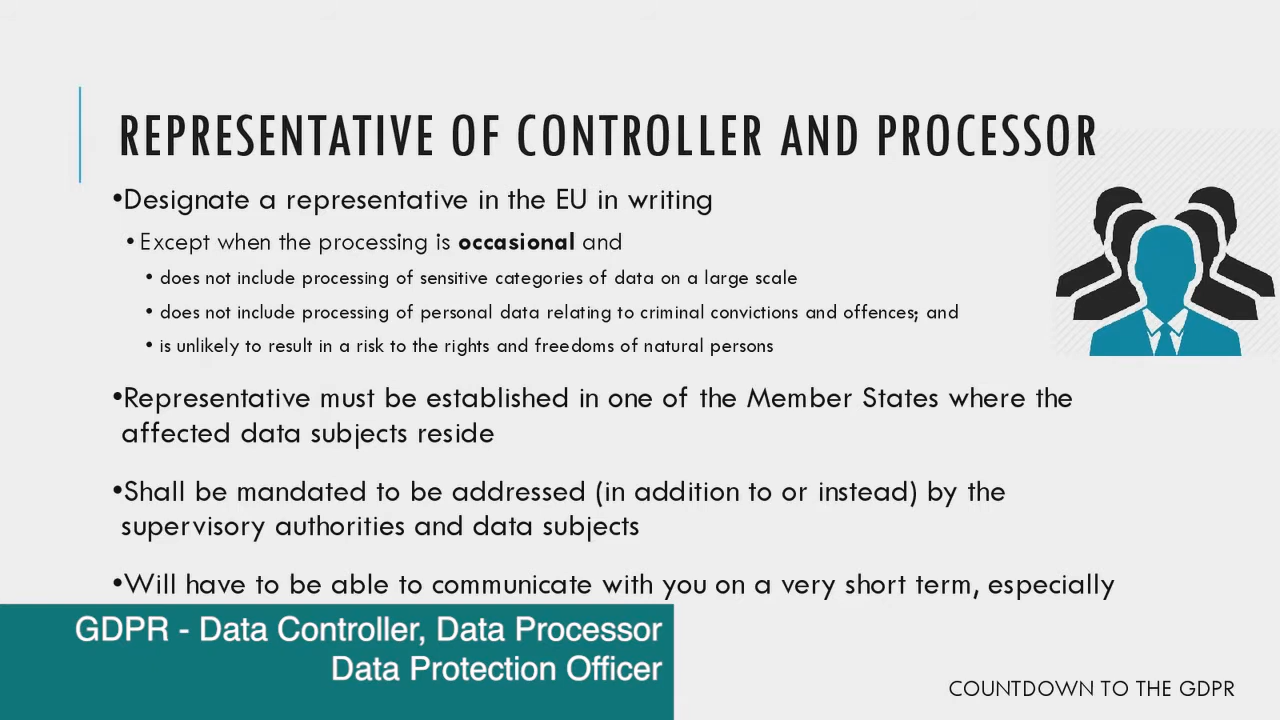 REPRESENTATIVE OF CONTROLLER AND PROCESSOR
•Designate a representative in the EU in writing
• Except when the processing is occasional and
• does not include processing of sensitive categories of data on a large scale
• does not include processing of personal data relating to criminal convictions and offences; and
• is unlikely to result in a risk to the rights and freedoms of natural persons
•Representative must be established in one of the Member States where the
affected data subjects reside
•Shall be mandated to be addressed (in addition to or instead) by the
supervisory authorities and data subjects
•Will have to be able to communicate with you on a very short term, especially
GDPR - Data Controller, Data Processor
Data Protection Officer
COUNTDOWN TO THE GDPR